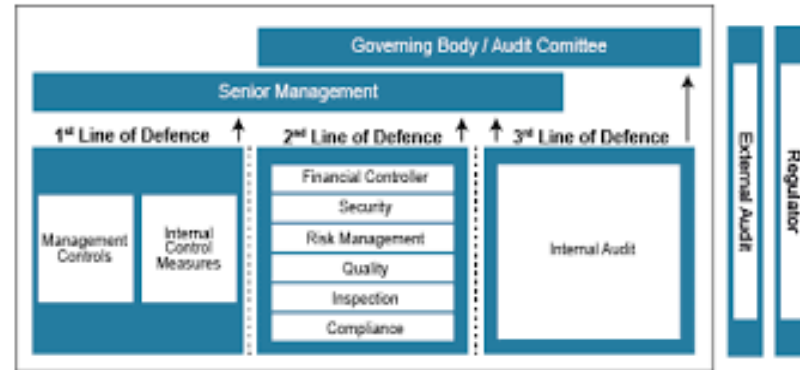 Governing Body / Audit Comittee
Senior Management
1st Line of Defence
2nd Line of Defence
3rd Line of Defence
Management
Controls
Internal
Control
Measures
Financial Controller
Security
Risk Management
Quality
Inspection
Compliance
Internal Audit
External Audit
Regulator